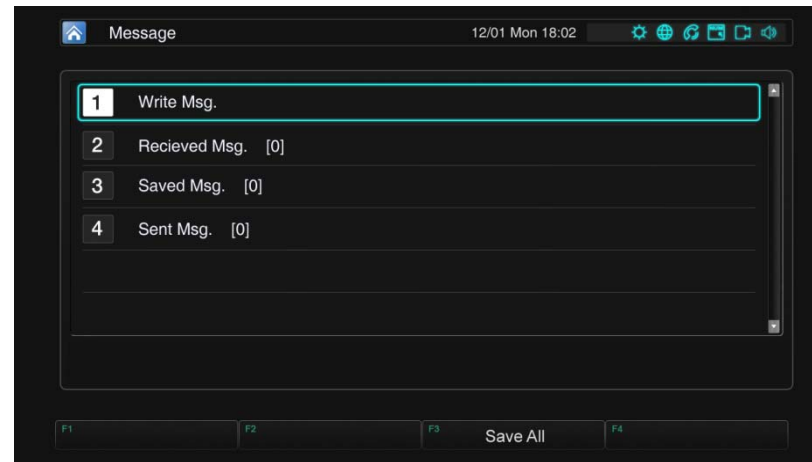 Message 12/01 Mon 18:02
1 Write Msg.
2 Recieved Msg. [0]
3 Saved Msg. [0]
4 Sent Msg. [0]
F1 F2 F3 Save All F4